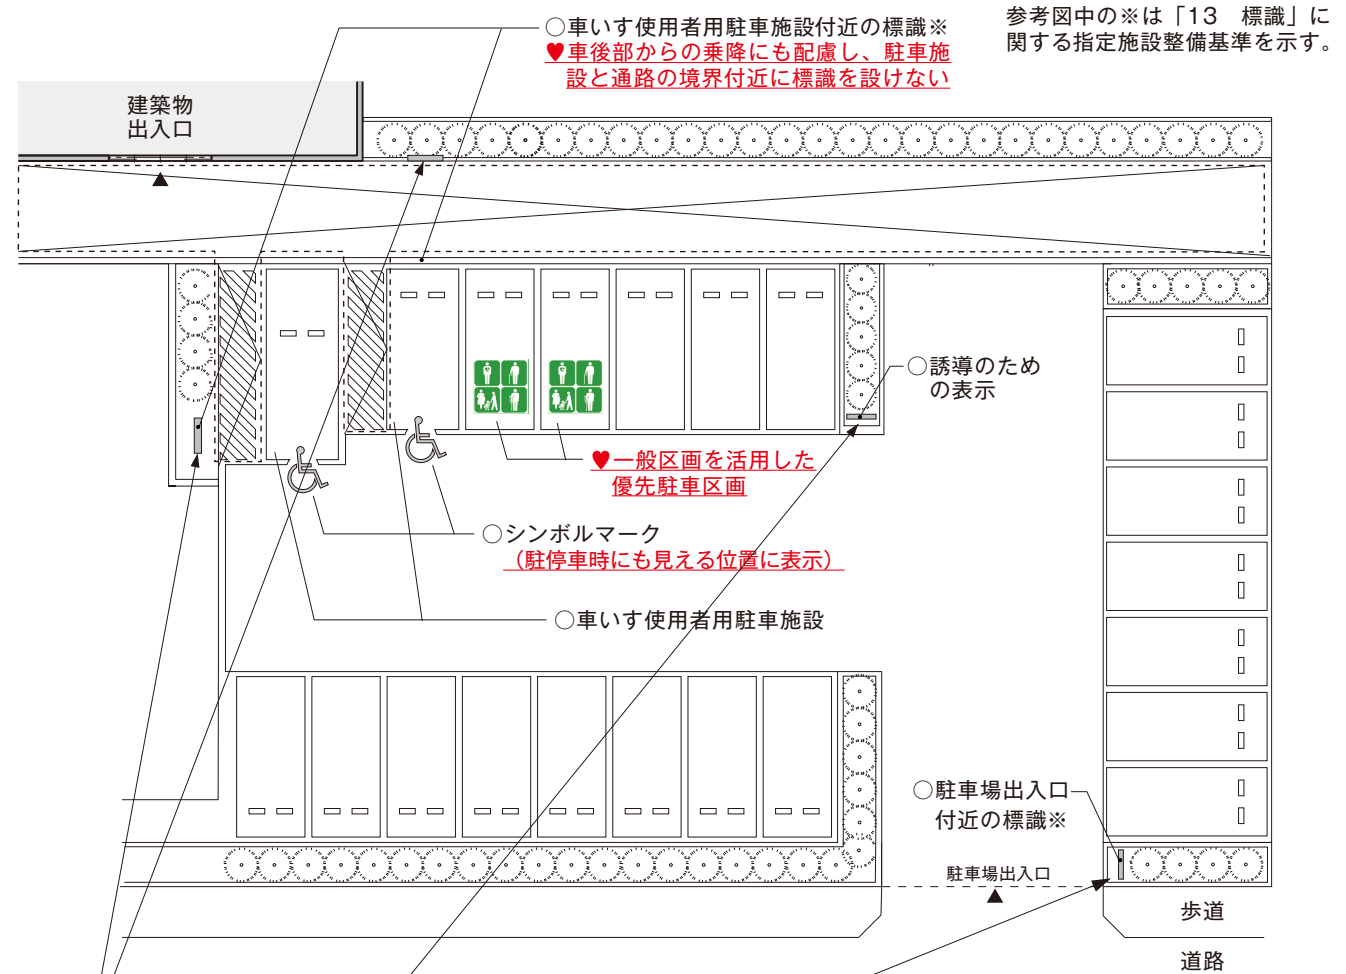 ○車いす使用者用駐車施設付近の標識※
♥車後部からの乗降にも配慮し、駐車施
設と通路の境界付近に標識を設けない
参考図中の※は「13 標識」に
関する指定施設整備基準を示す。
建築物
出入口
○誘導のため
の表示
♥一般区画を活用した
優先駐車区画
○シンボルマーク
（駐停車時にも見える位置に表示）
○車いす使用者用駐車施設
○駐車場出入口
付近の標識※
駐車場出入口
歩道
道路